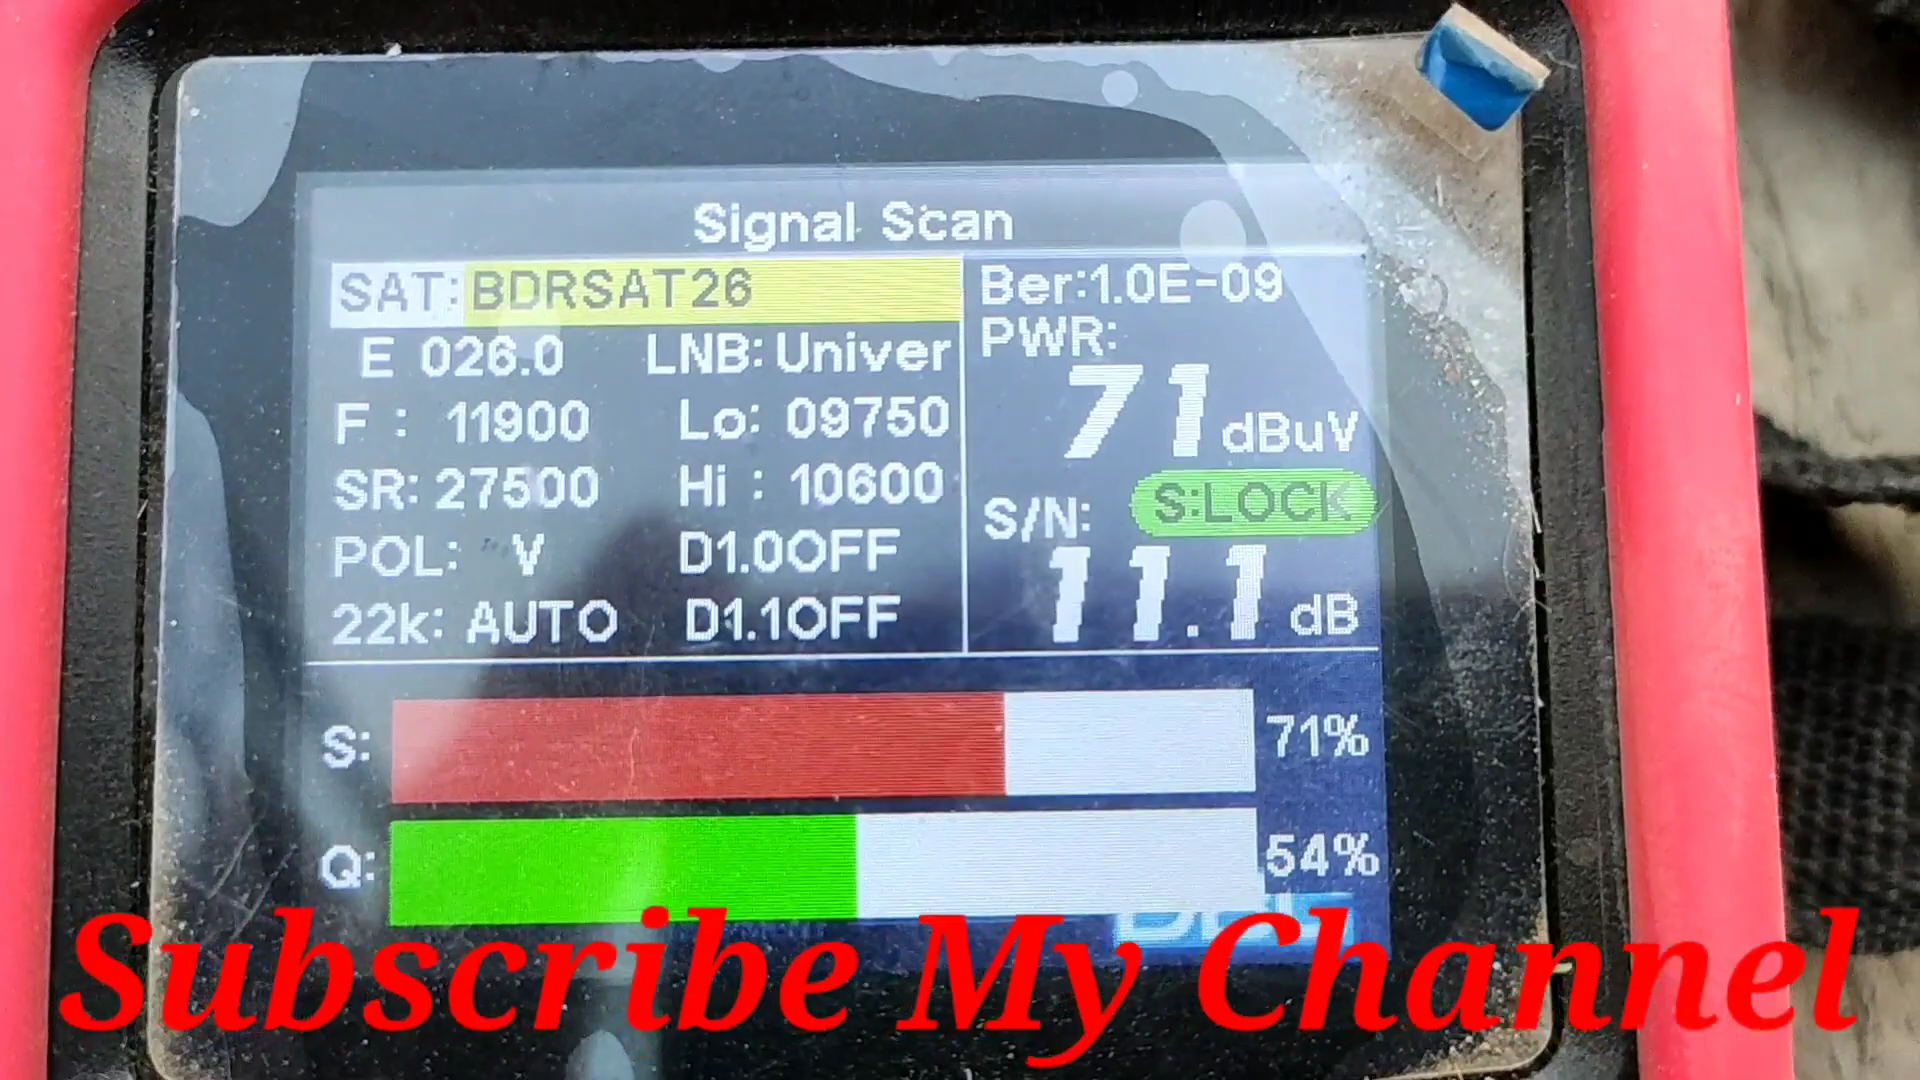 Signal Scan
SAT: BDRSAT26
E 026.0 LNB: Univer
F : 11900 Lo: 09750
SR: 27500 Hi : 10600
POL: V D1.0OFF
22k: AUTO D1.1OFF
Ber:1.0E-09
PWR:
71 dBuV
S/N: S:LOCK
11.1 dB
S: 71%
Q: 54%
Subscribe My Channel